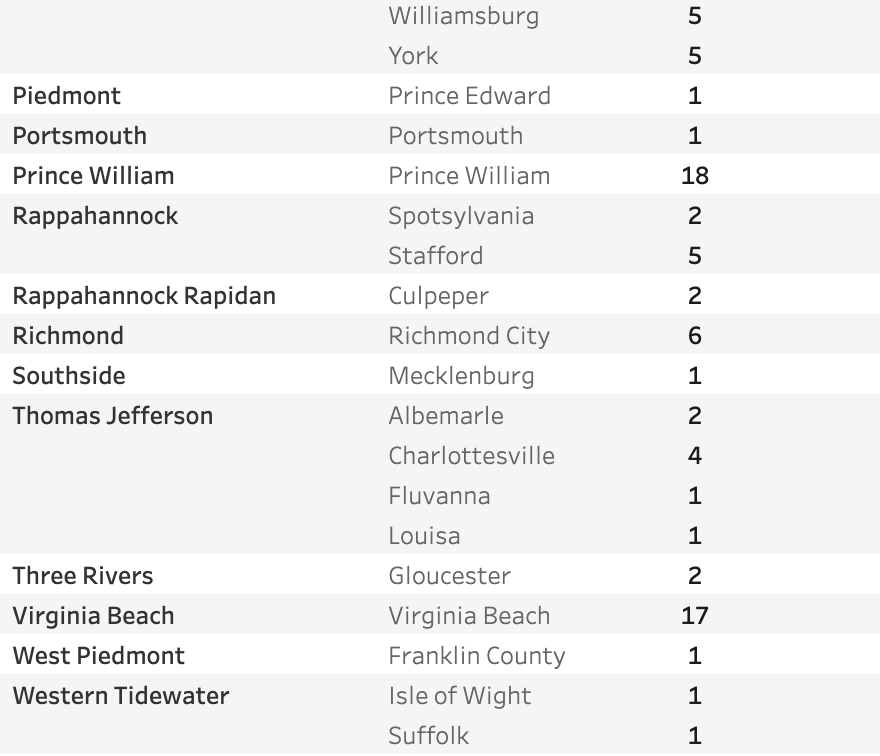 Williamsburg 5
York 5
Piedmont Prince Edward 1
Portsmouth Portsmouth 1
Prince William Prince William 18
Rappahannock Spotsylvania 2
Stafford 5
Rappahannock Rapidan Culpeper 2
Richmond Richmond City 6
Southside Mecklenburg 1
Thomas Jefferson Albemarle 2
Charlottesville 4
Fluvanna 1
Louisa 1
Three Rivers Gloucester 2
Virginia Beach Virginia Beach 17
West Piedmont Franklin County 1
Western Tidewater Isle of Wight 1
Suffolk 1